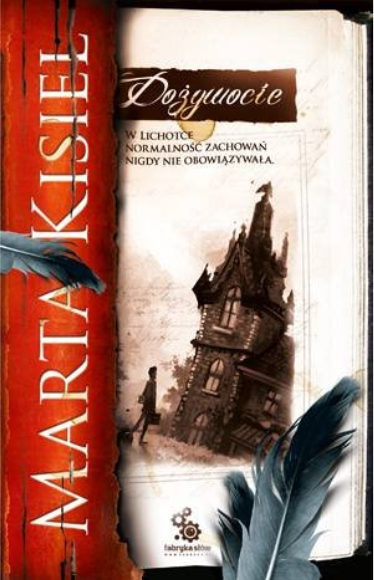 MARTA KISIEL
Dożywocie
W LICHOTCE
NORMALNOŚĆ ZACHOWAŃ
NIGDY NIE OBOWIĄZYWAŁA.
fabryka słów